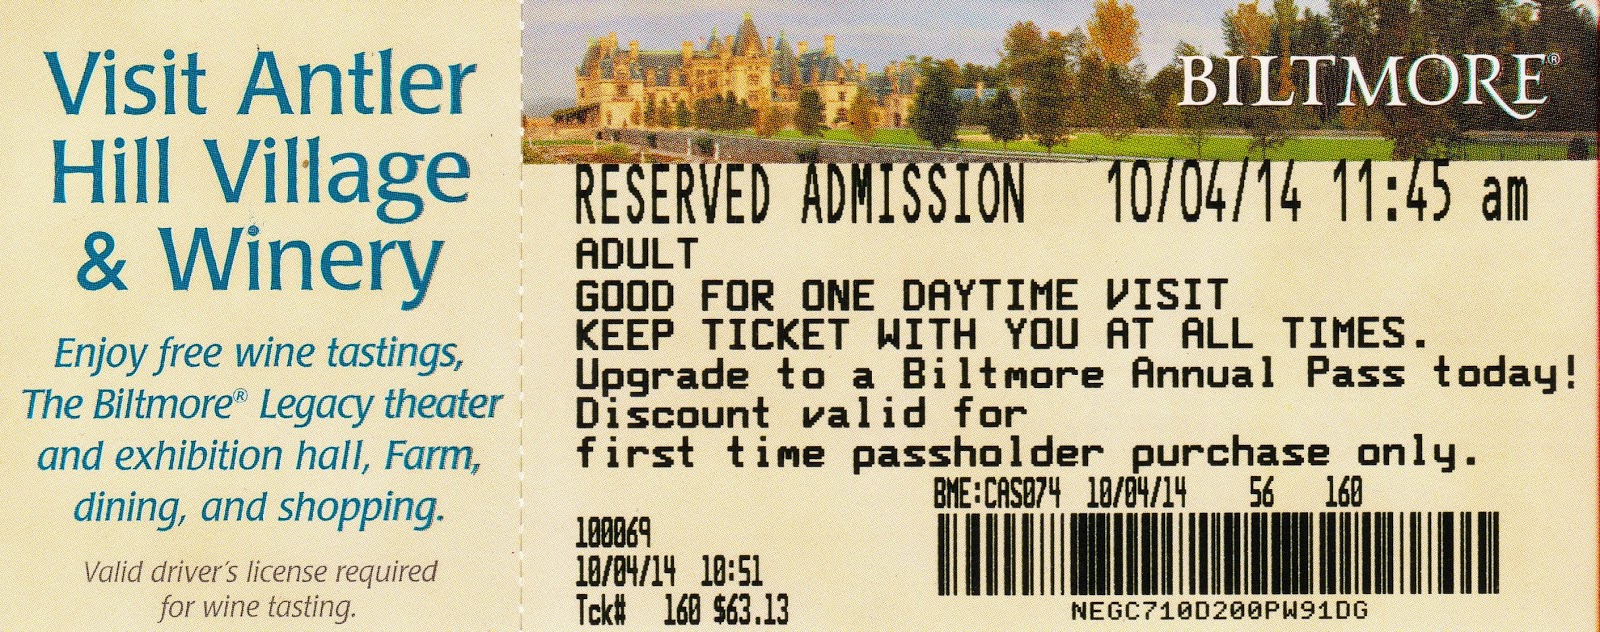 Visit Antler
Hill Village
& Winery
Enjoy free wine tastings,
The Biltmore® Legacy theater
and exhibition hall, Farm,
dining, and shopping.
Valid driver's license required
for wine tasting.
BILTMORE®
RESERVED ADMISSION 10/04/14 11:45 am
ADULT
GOOD FOR ONE DAYTIME VISIT
KEEP TICKET WITH YOU AT ALL TIMES.
Upgrade to a Biltmore Annual Pass today!
Discount valid for
first time passholder purchase only.
BME:CAS074 10/04/14 56 160
100069
10/04/14 10:51
Tck# 160 $63.13
NEGC710D200PW91DG